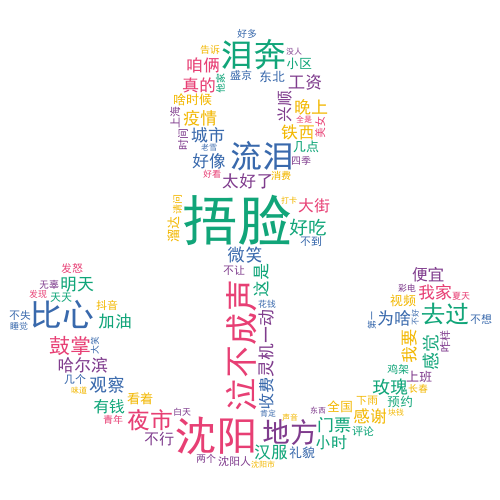 好多
告诉
泪奔
没人
咱俩
小区
盛京
东北
真的
他家
工资
啥时候
兴顺
晚上
上海
疫情
全是
美女
城市
铁西
时间
老雪
流泪
几点
好像
四季
好看
太好了
消费
打卡
请问
捂脸
大街
溜达
好吃
不到
微笑
发怒
不让
这是
便宜
无辜
明天
彩电
我家
发现
天天
抖音
泣不成声
花钱
视频
夏天
不失
比心
加油
灵机一动
为啥
去过
不想
睡觉
不好
鼓掌
大哭
我要
感觉
咋样
哈尔滨
鸡架
几个
观察
收费
玫瑰
上班
味道
长春
有钱
看着
下雨
预约
白天
东西
全国
夜市
肯定
感谢
块钱
青年
沈阳
声音
地方
门票
不行
小时
评论
汉服
礼貌
两个
沈阳人
沈阳市